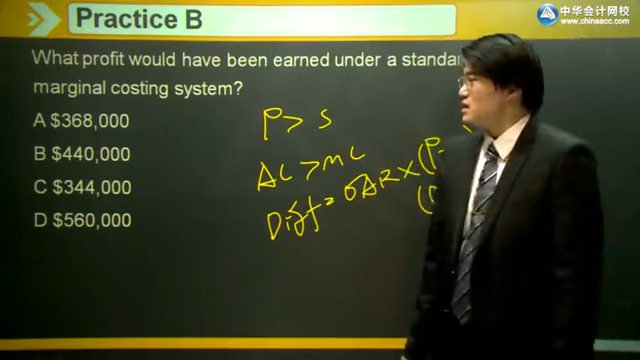 Practice B
中华会计网校
www.chinaacc.com
What profit would have been earned under a
marginal costing system?
A $368,000
B $440,000
C $344,000
D $560,000
P > S
AC > MC
Diff = OAR × (P-